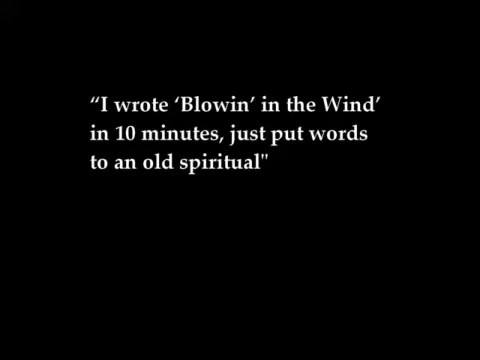 “I wrote ‘Blowin’ in the Wind’
in 10 minutes, just put words
to an old spiritual"